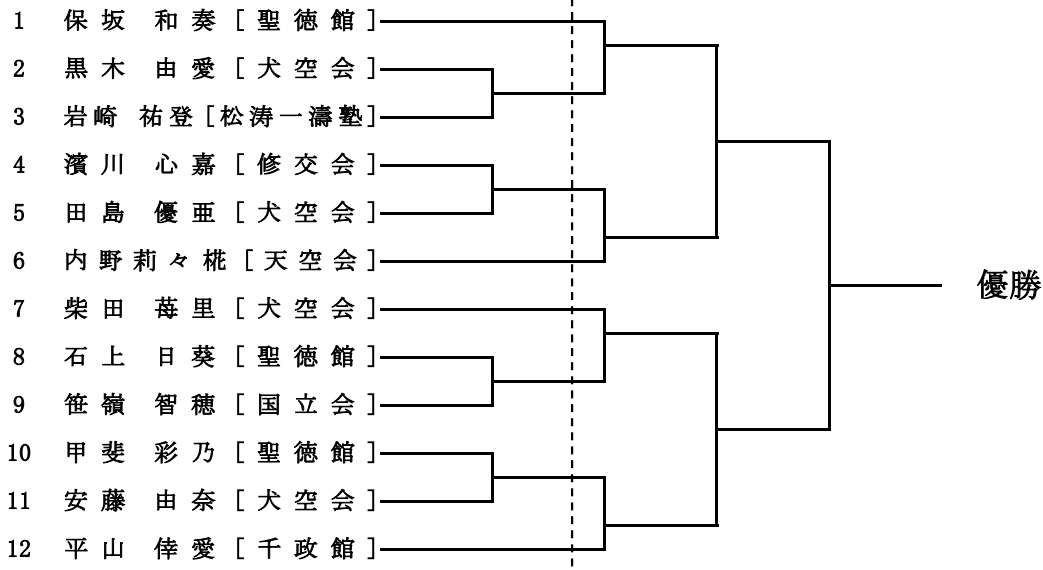 1 保坂 和奏 [ 聖徳館 ]
2 黒木 由愛 [ 犬空会 ]
3 岩崎 祐登 [松涛一濤塾]
4 濱川 心嘉 [ 修交会 ]
5 田島 優亜 [ 犬空会 ]
6 内野莉々椛 [ 天空会 ]
優勝
7 柴田 苺里 [ 犬空会 ]
8 石上 日葵 [ 聖徳館 ]
9 笹嶺 智穂 [ 国立会 ]
10 甲斐 彩乃 [ 聖徳館 ]
11 安藤 由奈 [ 犬空会 ]
12 平山 倖愛 [ 千政館 ]